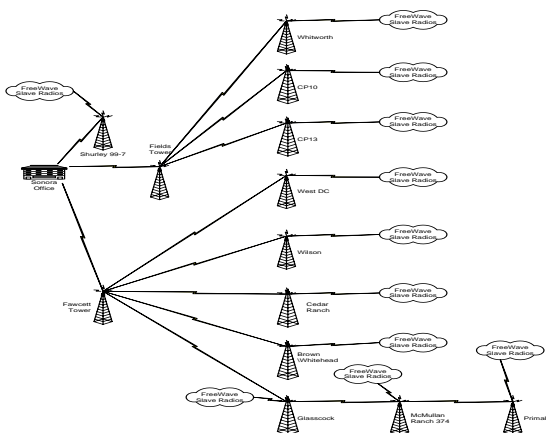 FreeWave
Slave Radios
Whitworth
FreeWave
Slave Radios
CP10
FreeWave
Slave Radios
FreeWave
Slave Radios
CP13
Shurley 99-7
Fields
Tower
Sonora
Office
FreeWave
Slave Radios
West DC
FreeWave
Slave Radios
Wilson
FreeWave
Slave Radios
Cedar
Ranch
Fawcett
Tower
FreeWave
Slave Radios
Brown
\Whitehead
FreeWave
Slave Radios
FreeWave
Slave Radios
FreeWave
Slave Radios
Glasscock
McMullan
Ranch 374
Primal